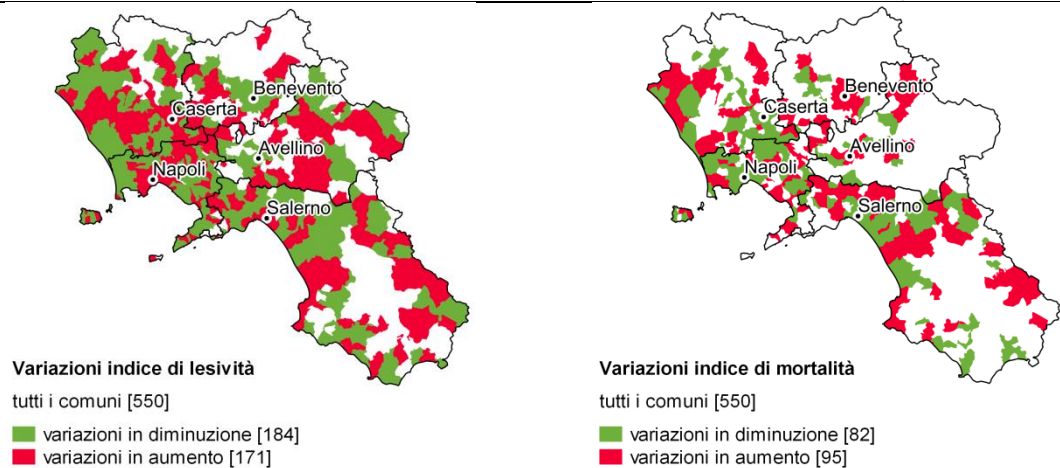 Benevento
Caserta
Avellino
Napoli
Salerno
Variazioni indice di lesività
tutti i comuni [550]
variazioni in diminuzione [184]
variazioni in aumento [171]
Benevento
Caserta
Avellino
Napoli
Salerno
Variazioni indice di mortalità
tutti i comuni [550]
variazioni in diminuzione [82]
variazioni in aumento [95]